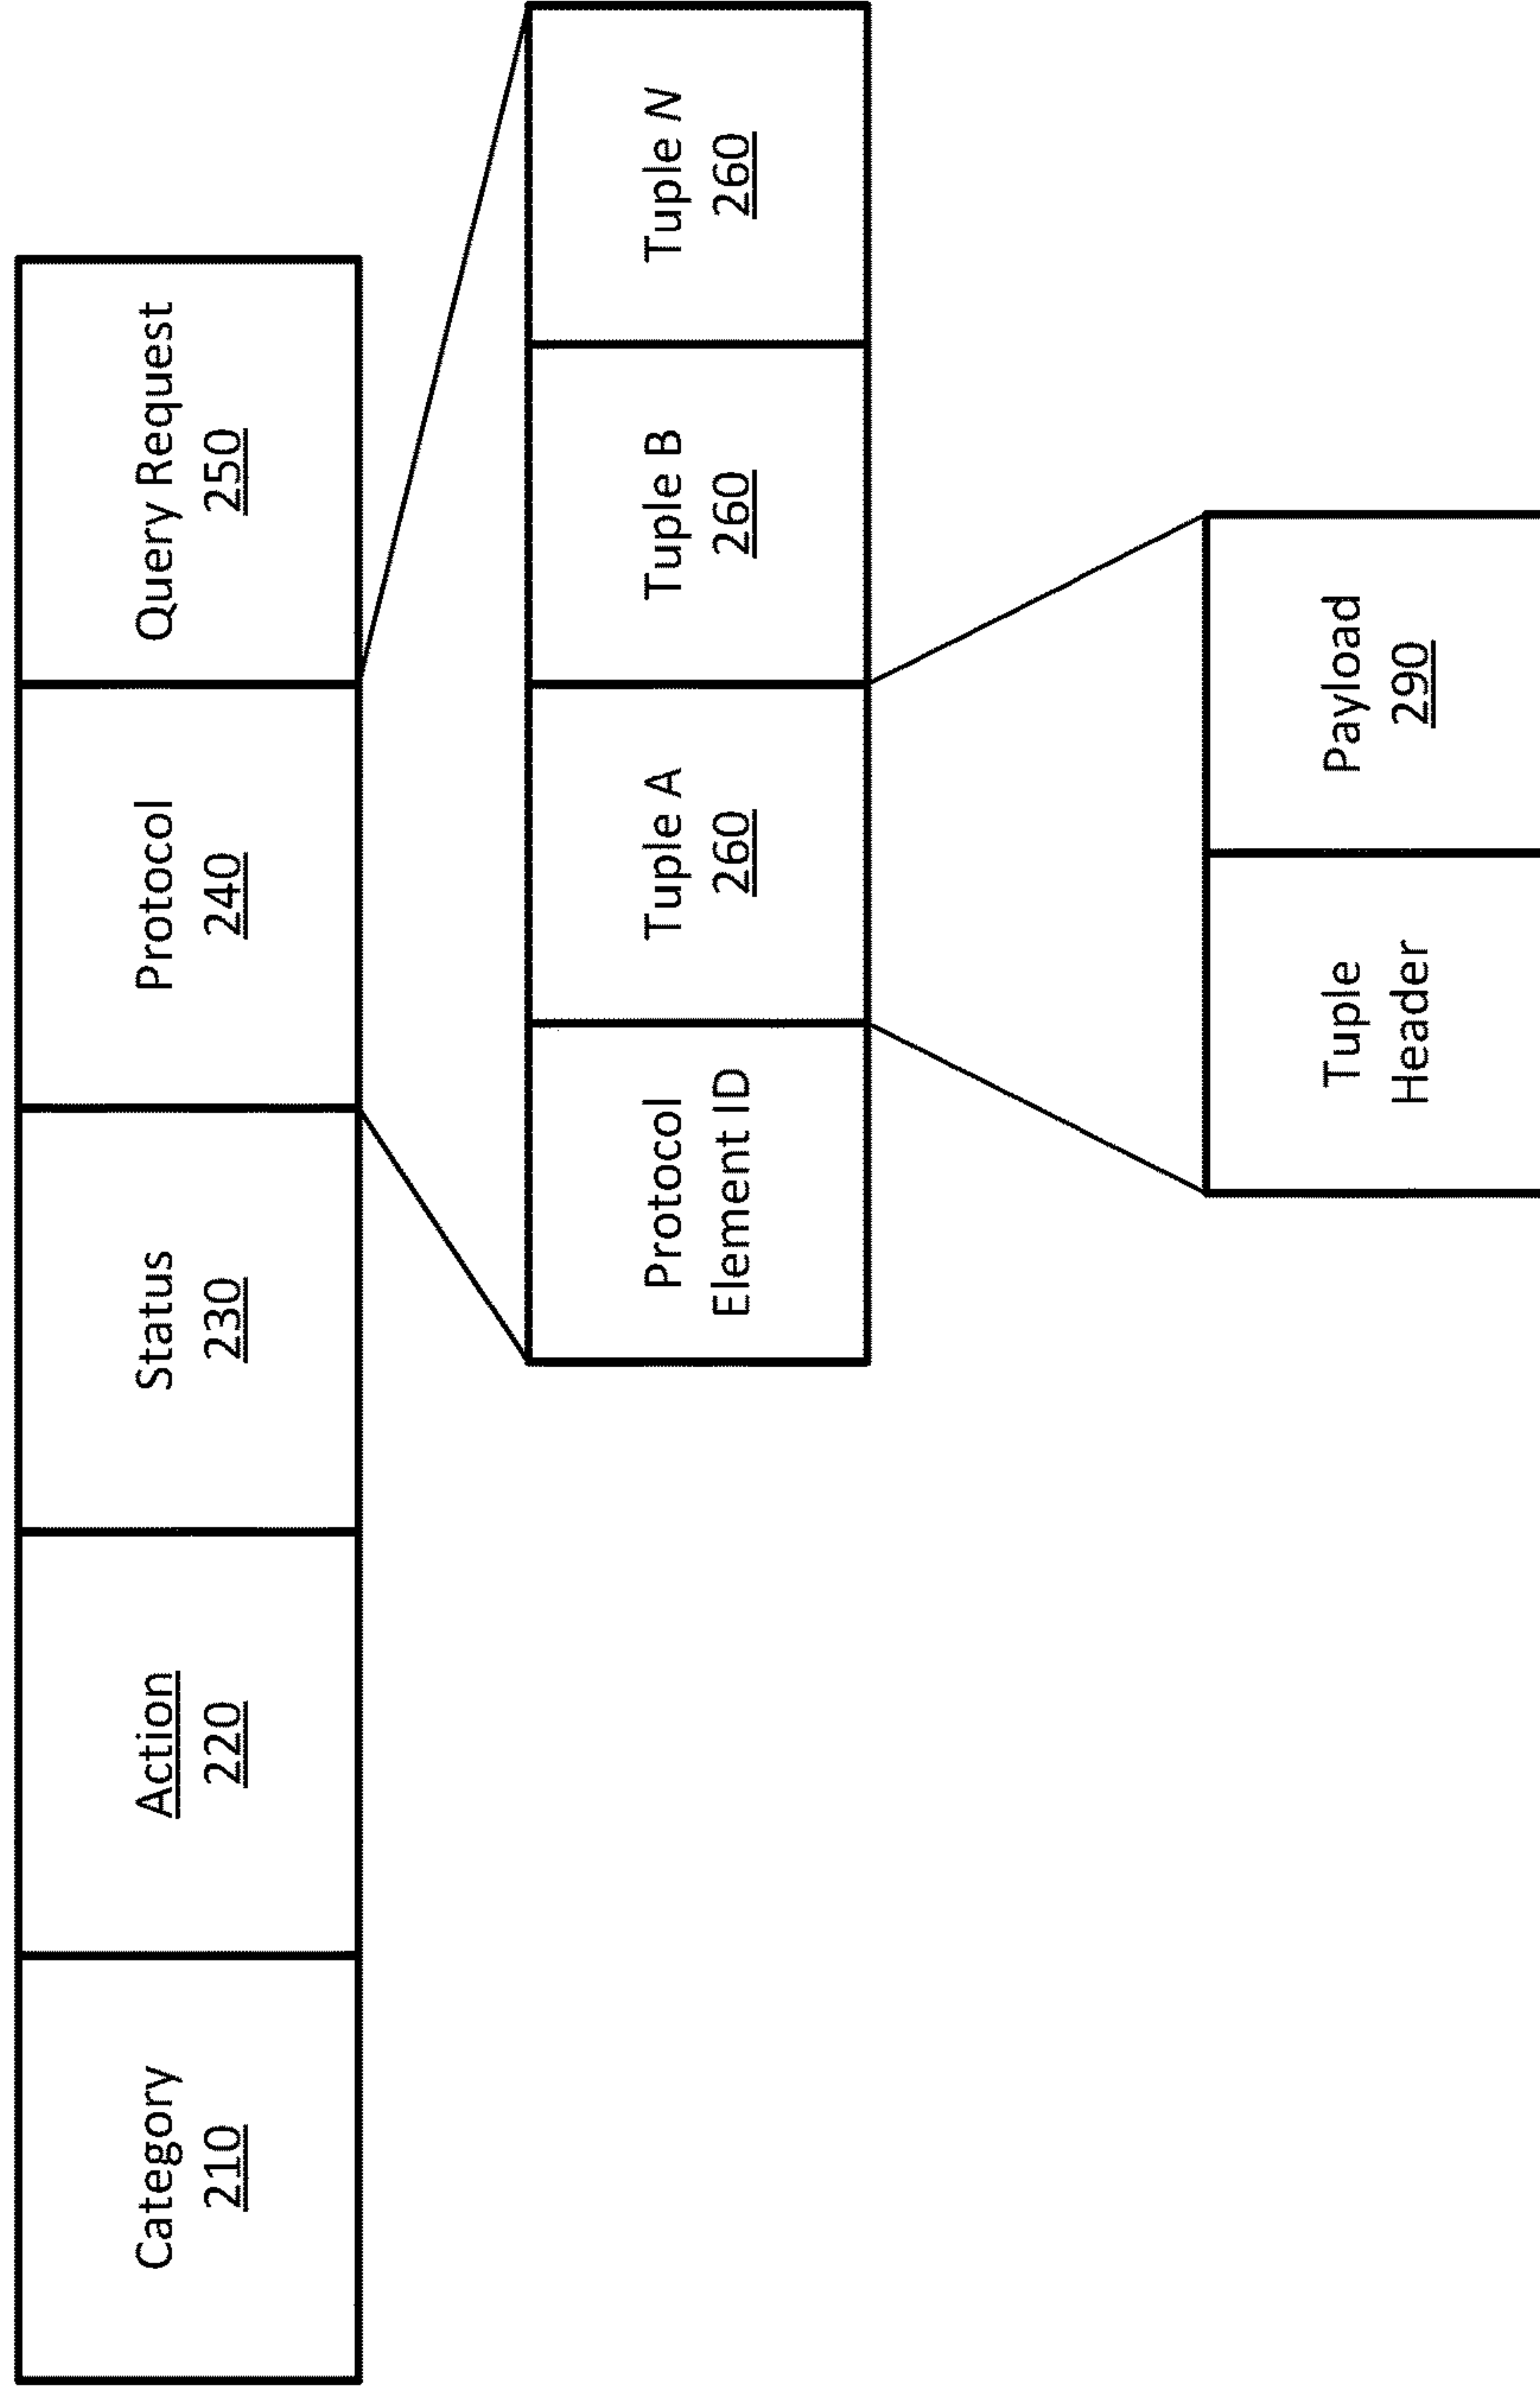 Category
210
Action
220
Status
230
Protocol
240
Query Request
250
Protocol
Element ID
Tuple A
260
Tuple B
260
Tuple N
260
Tuple
Header
Payload
290